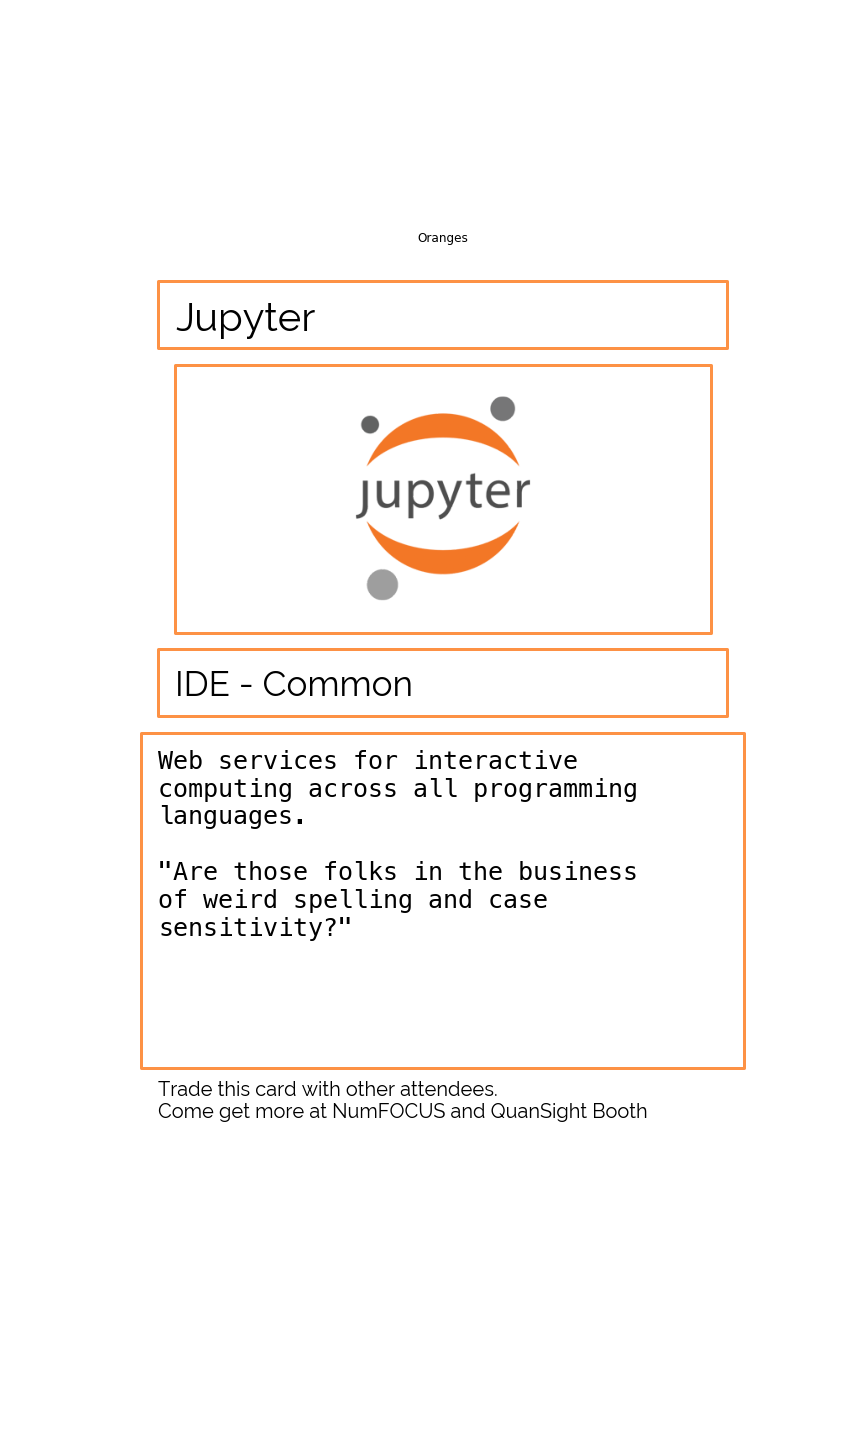 Oranges
Jupyter
jupyter
IDE - Common
Web services for interactive
computing across all programming
languages.
"Are those folks in the business
of weird spelling and case
sensitivity?"
Trade this card with other attendees.
Come get more at NumFOCUS and QuanSight Booth